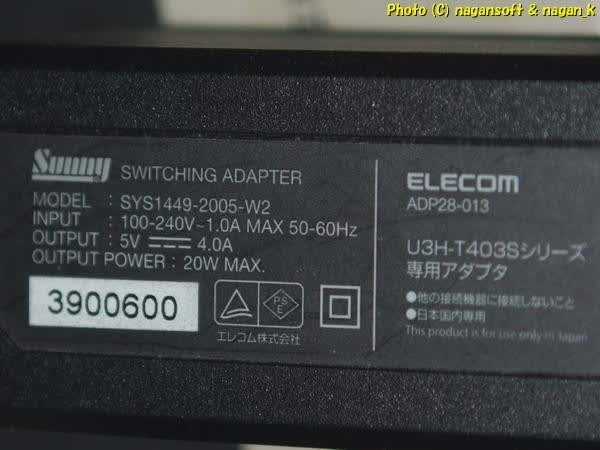 Photo (C) nagansoft & nagan_k
Sunny SWITCHING ADAPTER
MODEL : SYS1449-2005-W2
INPUT : 100-240V~1.0A MAX 50-60Hz
OUTPUT : 5V⎓4.0A
OUTPUT POWER : 20W MAX.
3900600
PS
E
エレコム株式会社
ELECOM
ADP28-013
U3H-T403Sシリーズ
専用アダプタ
●他の接続機器に接続しないこと
●日本国内専用
This product is for use only in Japan